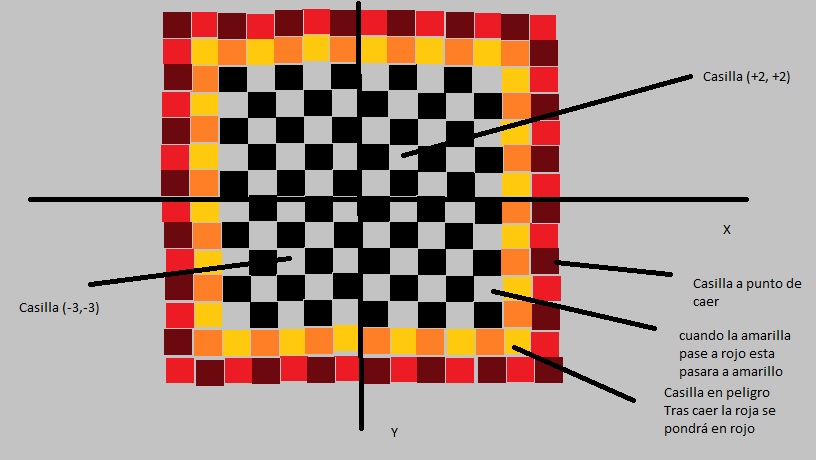 Casilla (+2, +2)
X
Casilla a punto de
caer
Casilla (-3,-3)
cuando la amarilla
pase a rojo esta
pasara a amarillo
Casilla en peligro
Tras caer la roja se
pondrá en rojo
Y